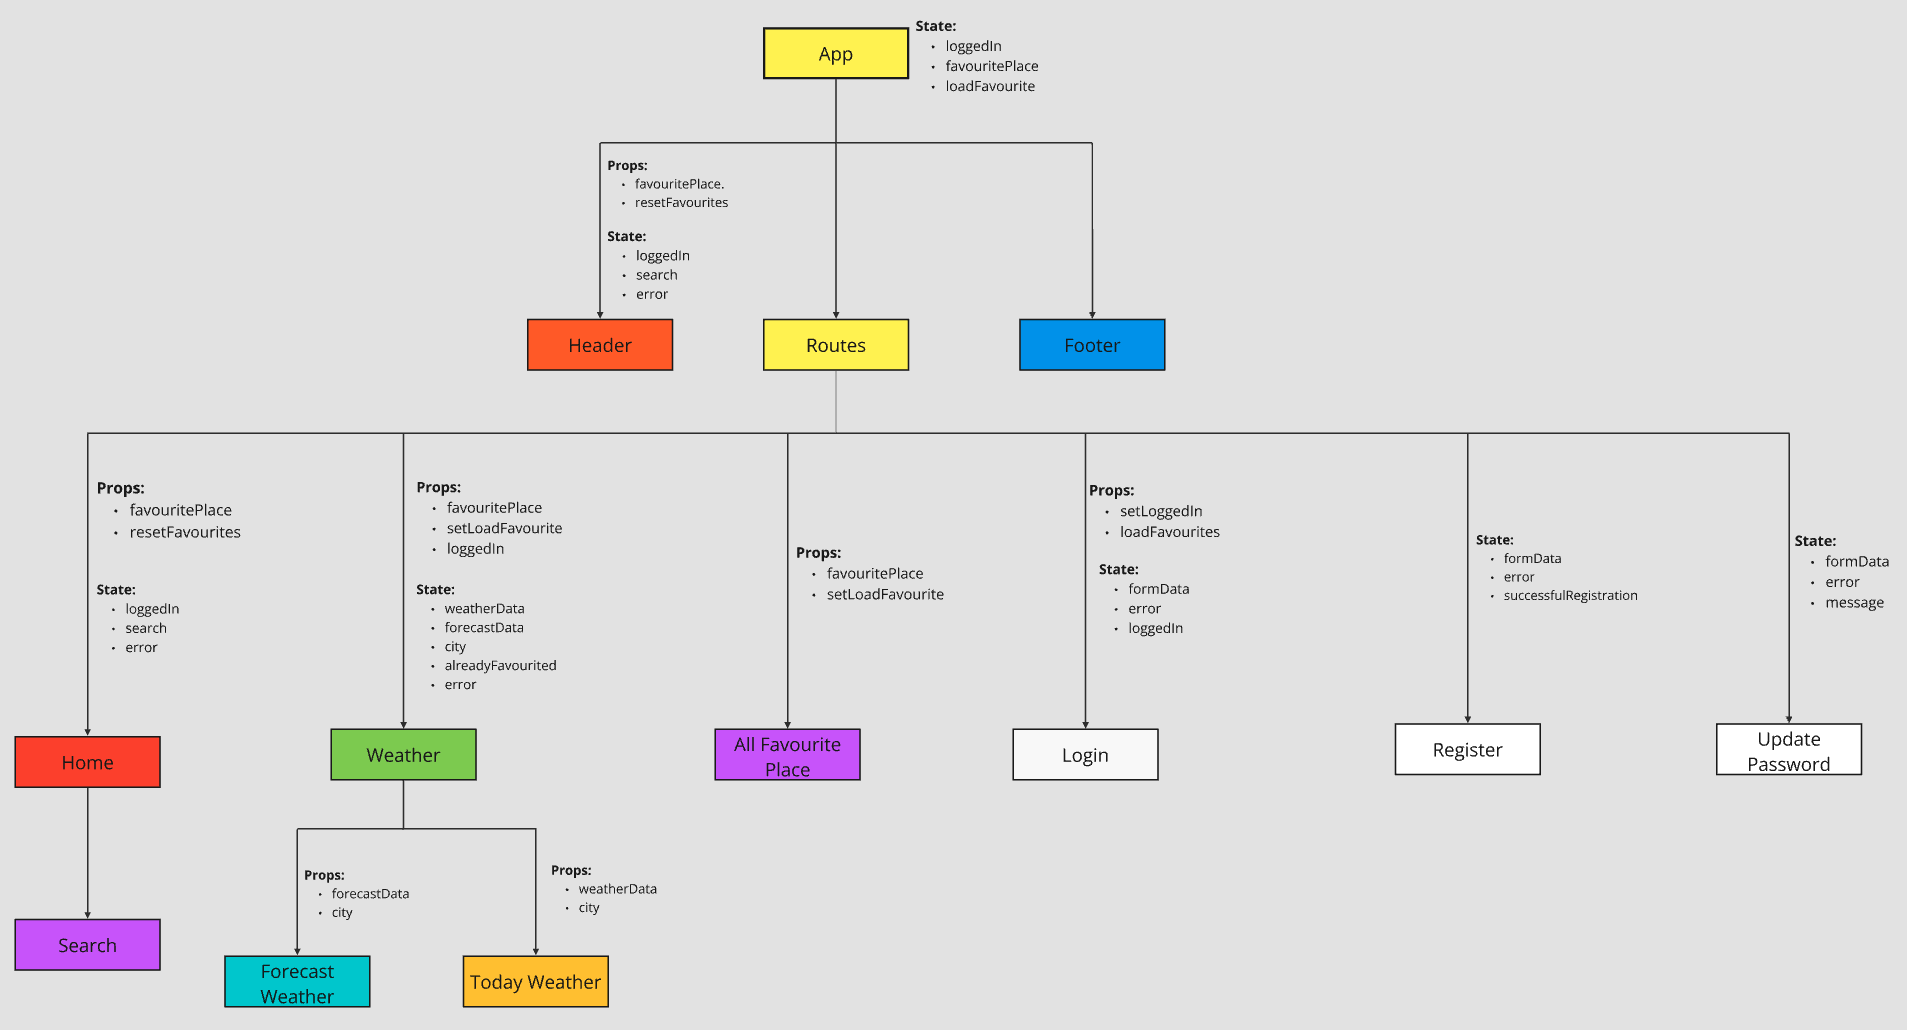 App
State:
• loggedIn
• favouritePlace
• loadFavourite
Props:
• favouritePlace.
• resetFavourites
State:
• loggedIn
• search
• error
Header
Routes
Footer
Props:
• favouritePlace
• resetFavourites
State:
• loggedIn
• search
• error
Props:
• favouritePlace
• setLoadFavourite
• loggedIn
State:
• weatherData
• forecastData
• city
• alreadyFavourited
• error
Props:
• favouritePlace
• setLoadFavourite
Props:
• setLoggedIn
• loadFavourites
State:
• formData
• error
• loggedIn
State:
• formData
• error
• successfulRegistration
State:
• formData
• error
• message
Home
Weather
All Favourite
Place
Login
Register
Update
Password
Props:
• forecastData
• city
Props:
• weatherData
• city
Search
Forecast
Weather
Today Weather